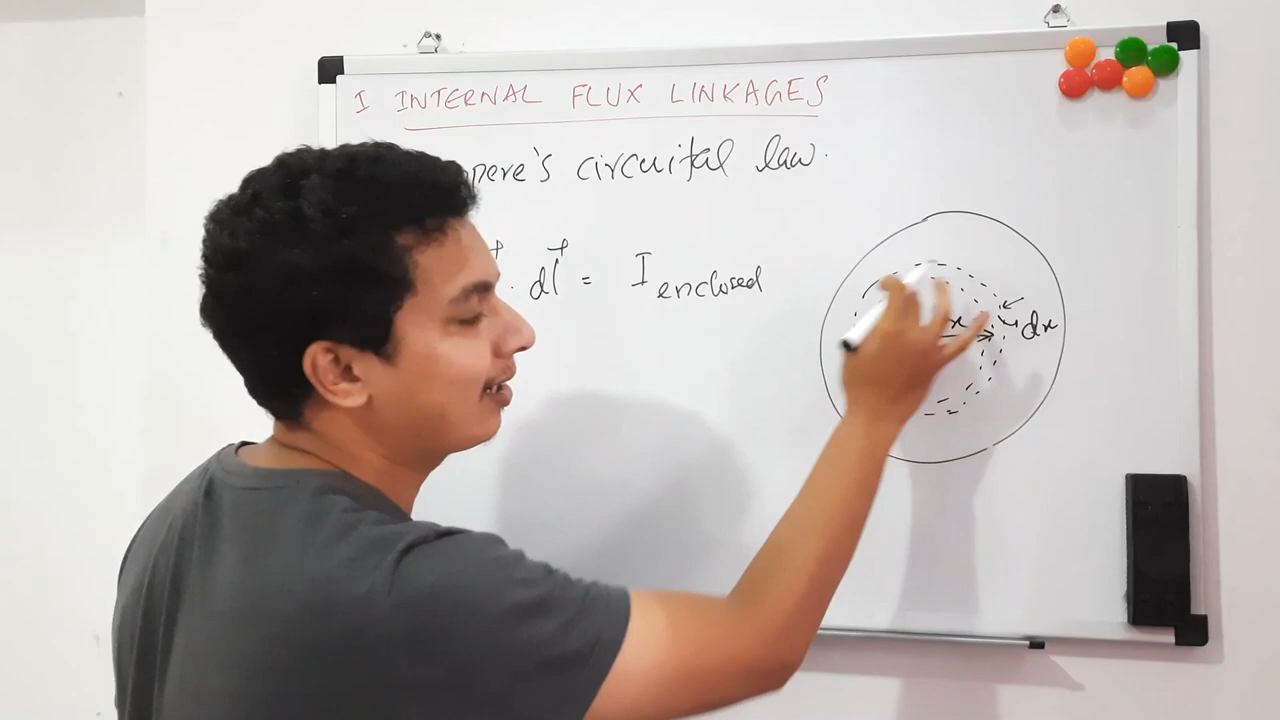 I INTERNAL FLUX LINKAGES
pere's circuital law.
. dl = I enclosed
x
dx